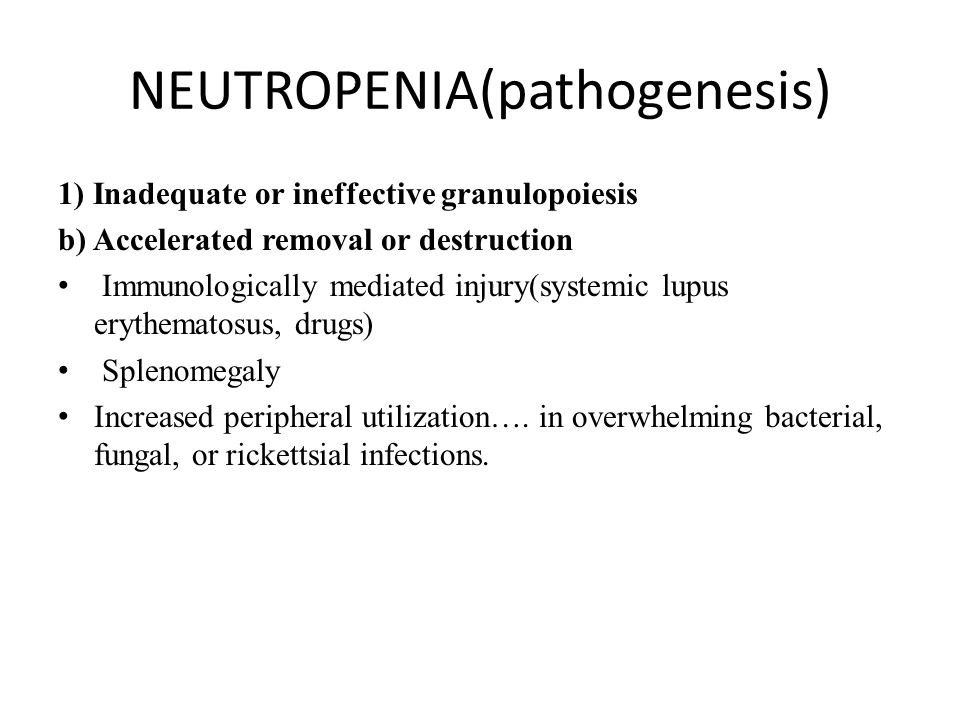 NEUTROPENIA(pathogenesis)
1) Inadequate or ineffective granulopoiesis
b) Accelerated removal or destruction
• Immunologically mediated injury(systemic lupus
erythematosus, drugs)
• Splenomegaly
• Increased peripheral utilization…. in overwhelming bacterial,
fungal, or rickettsial infections.